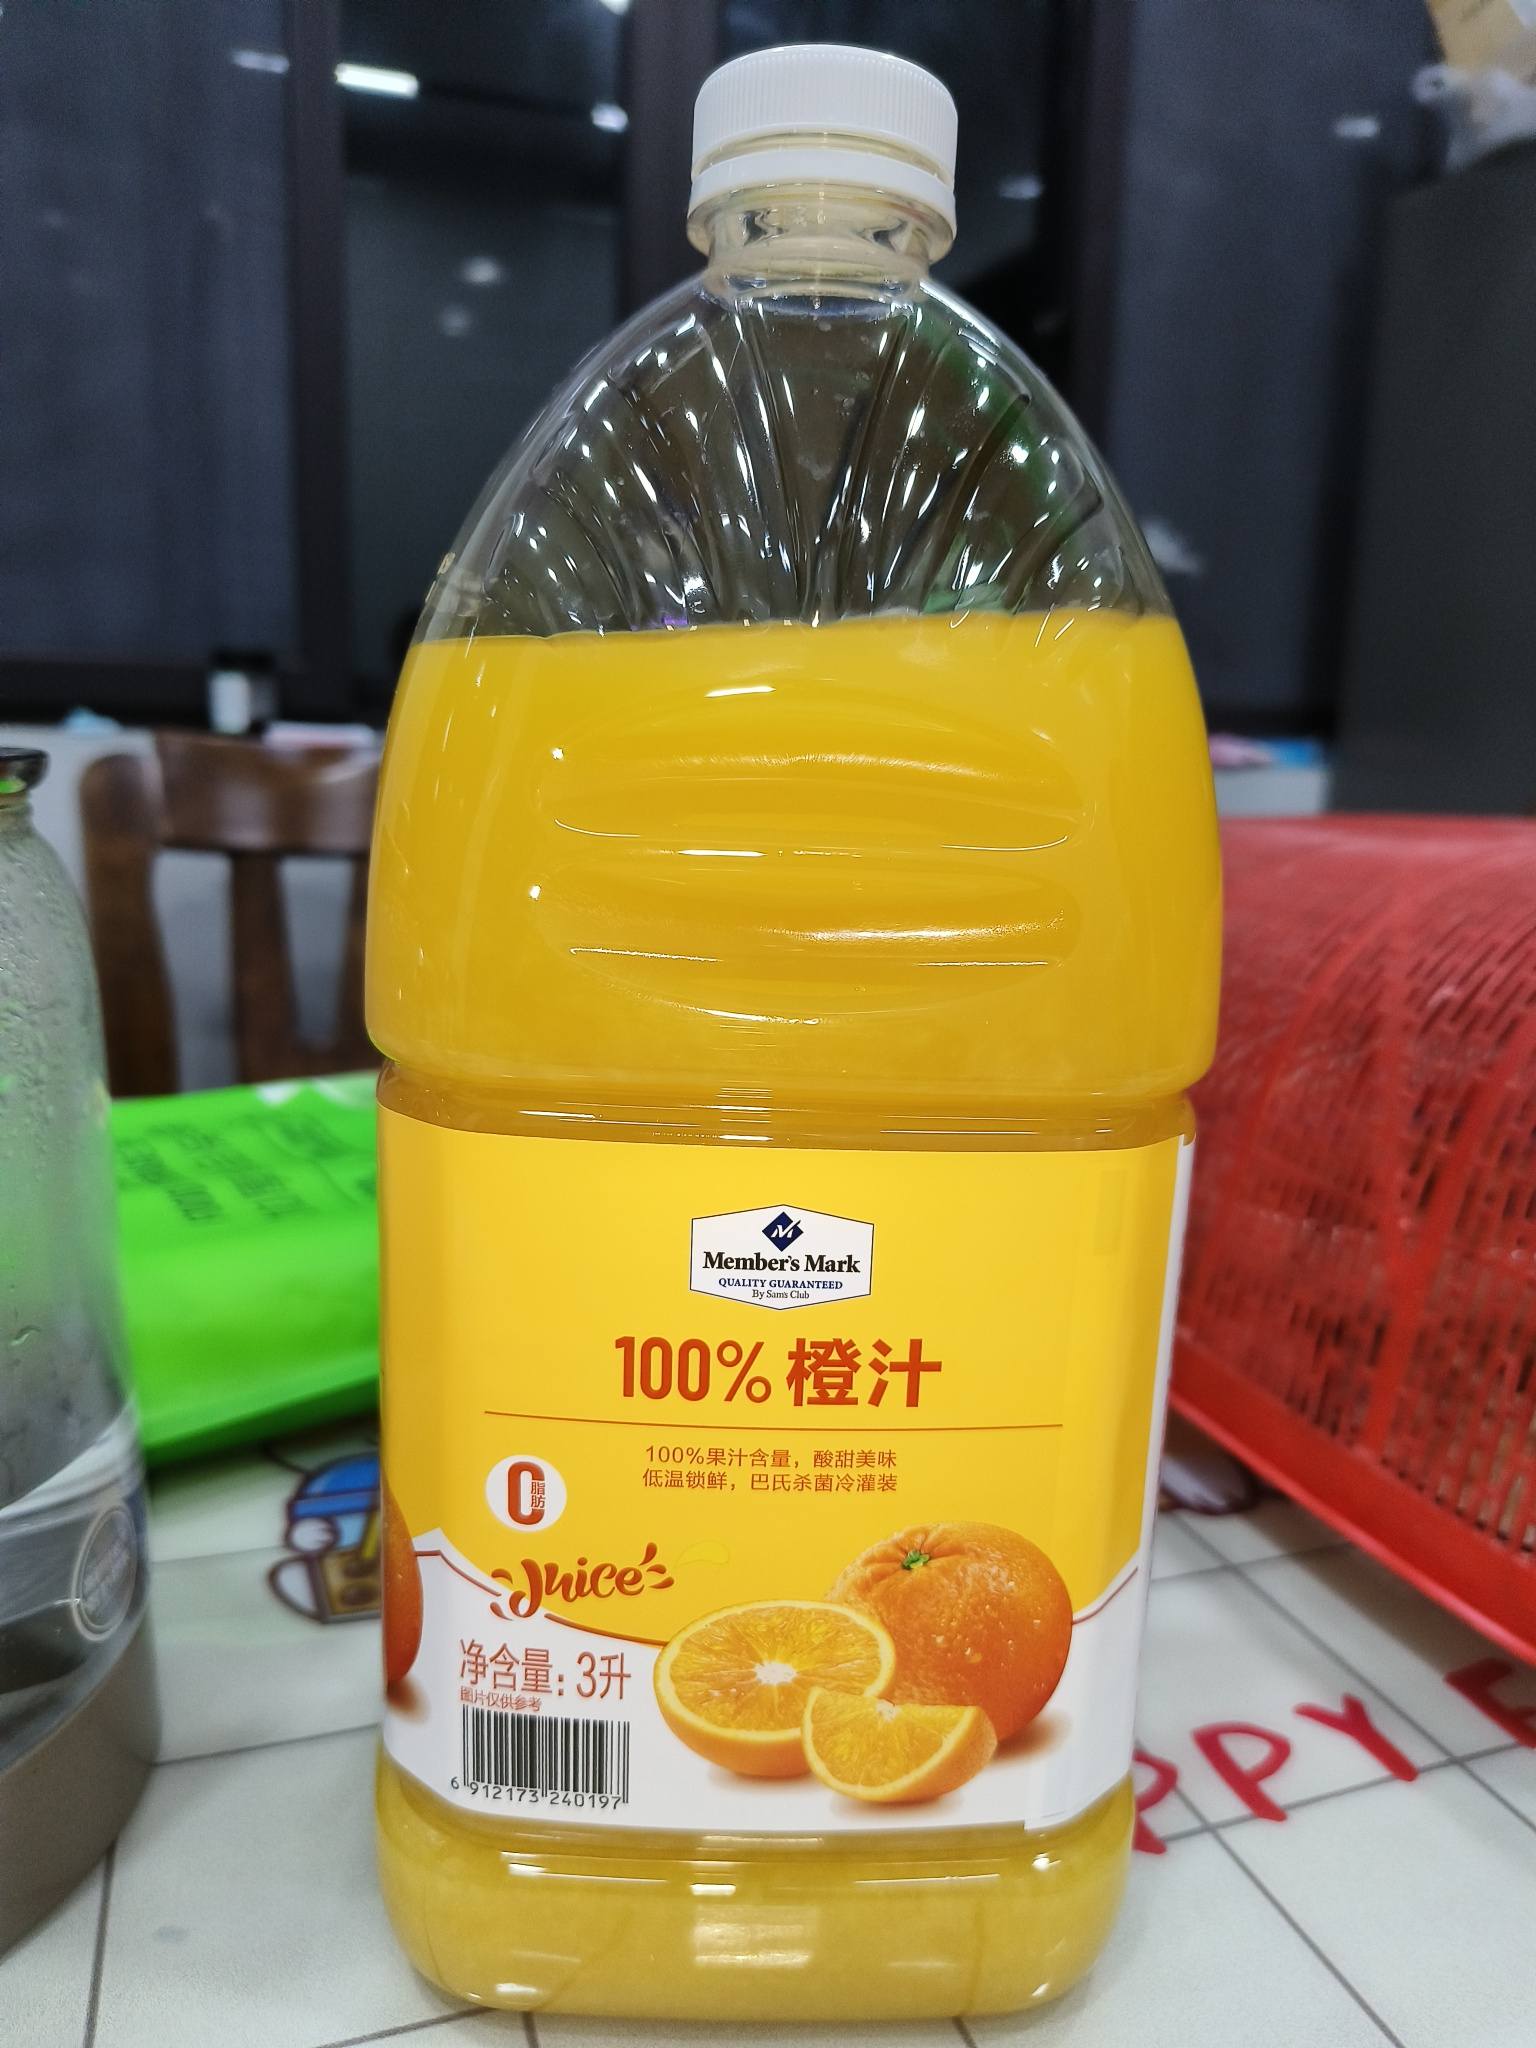 Member's Mark
QUALITY GUARANTEED
By Sam's Club
100%橙汁
100%果汁含量，酸甜美味
低温锁鲜，巴氏杀菌冷灌装
0
脂肪
Juice
净含量：3升
图片仅供参考
6 912173 240197
PPY